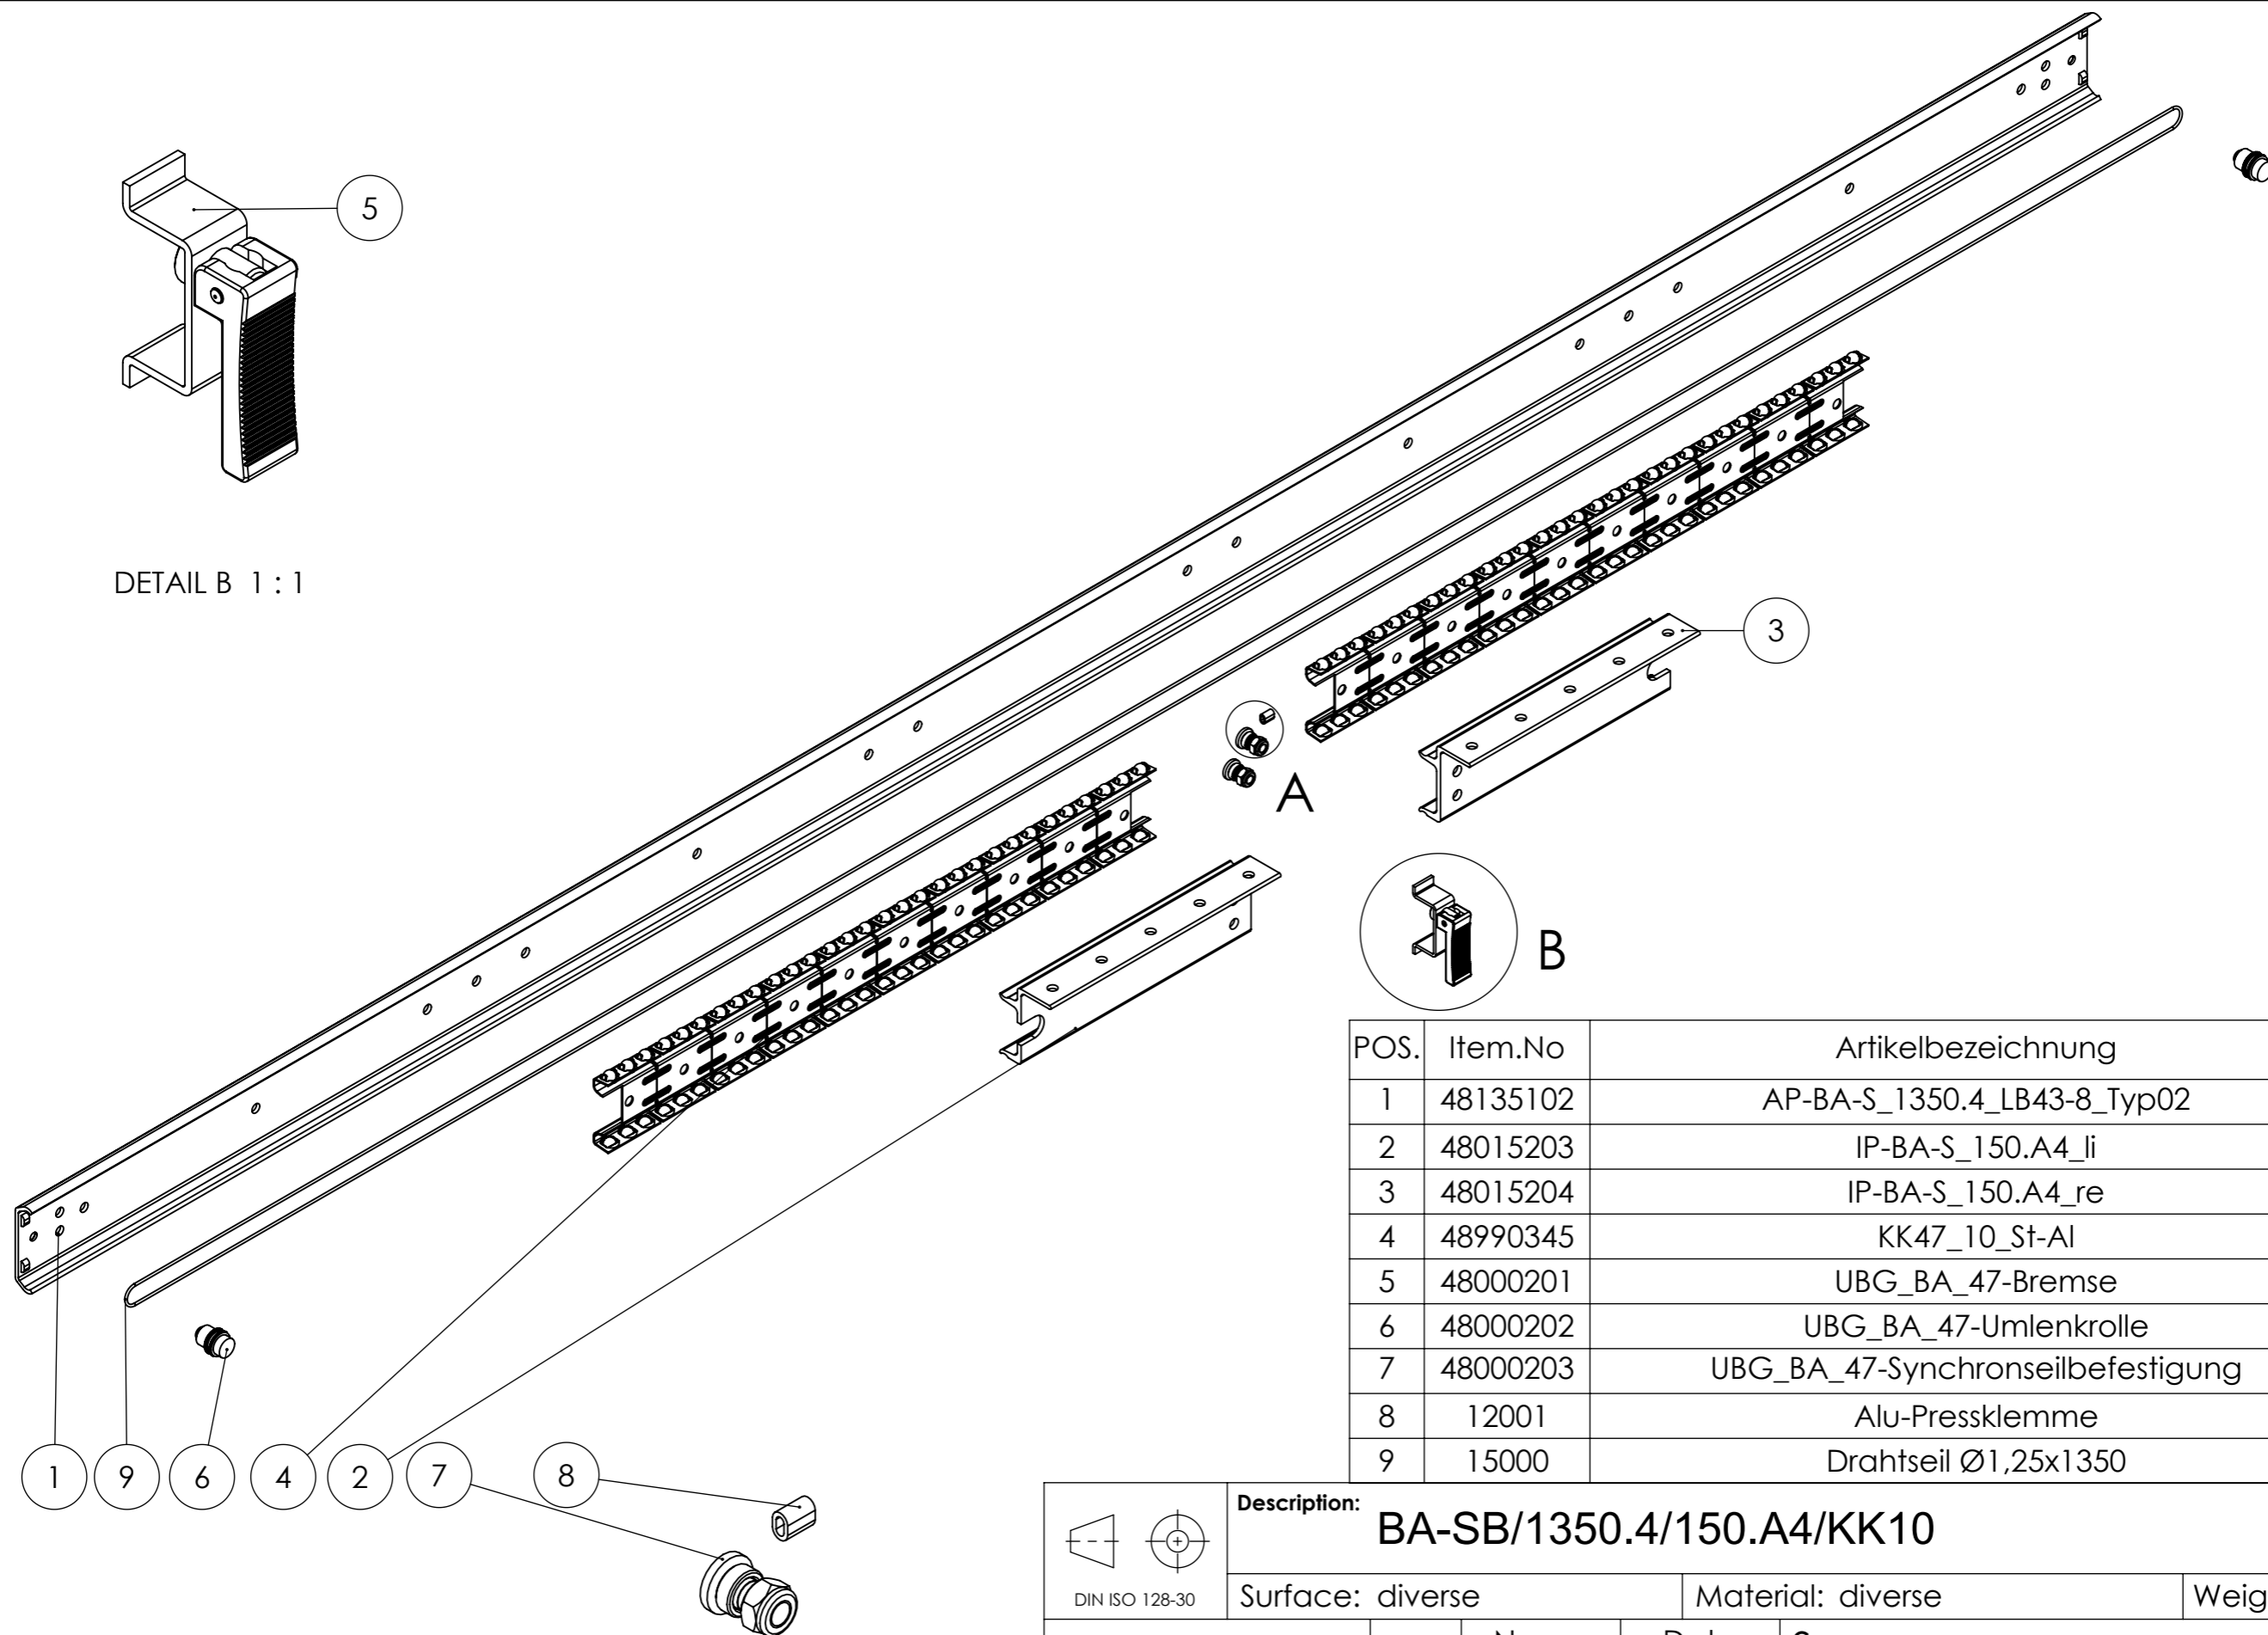 5
DETAIL B 1 : 1
3
A
B
POS. Item.No Artikelbezeichnung
1 48135102 AP-BA-S_1350.4_LB43-8_Typ02
2 48015203 IP-BA-S_150.A4_li
3 48015204 IP-BA-S_150.A4_re
4 48990345 KK47_10_St-Al
5 48000201 UBG_BA_47-Bremse
6 48000202 UBG_BA_47-Umlenkrolle
7 48000203 UBG_BA_47-Synchronseilbefestigung
8 12001 Alu-Pressklemme
9 15000 Drahtseil Ø1,25x1350
1 9 6 4 2 7 8
Description:
BA-SB/1350.4/150.A4/KK10
DIN ISO 128-30
Surface: diverse Material: diverse Weig